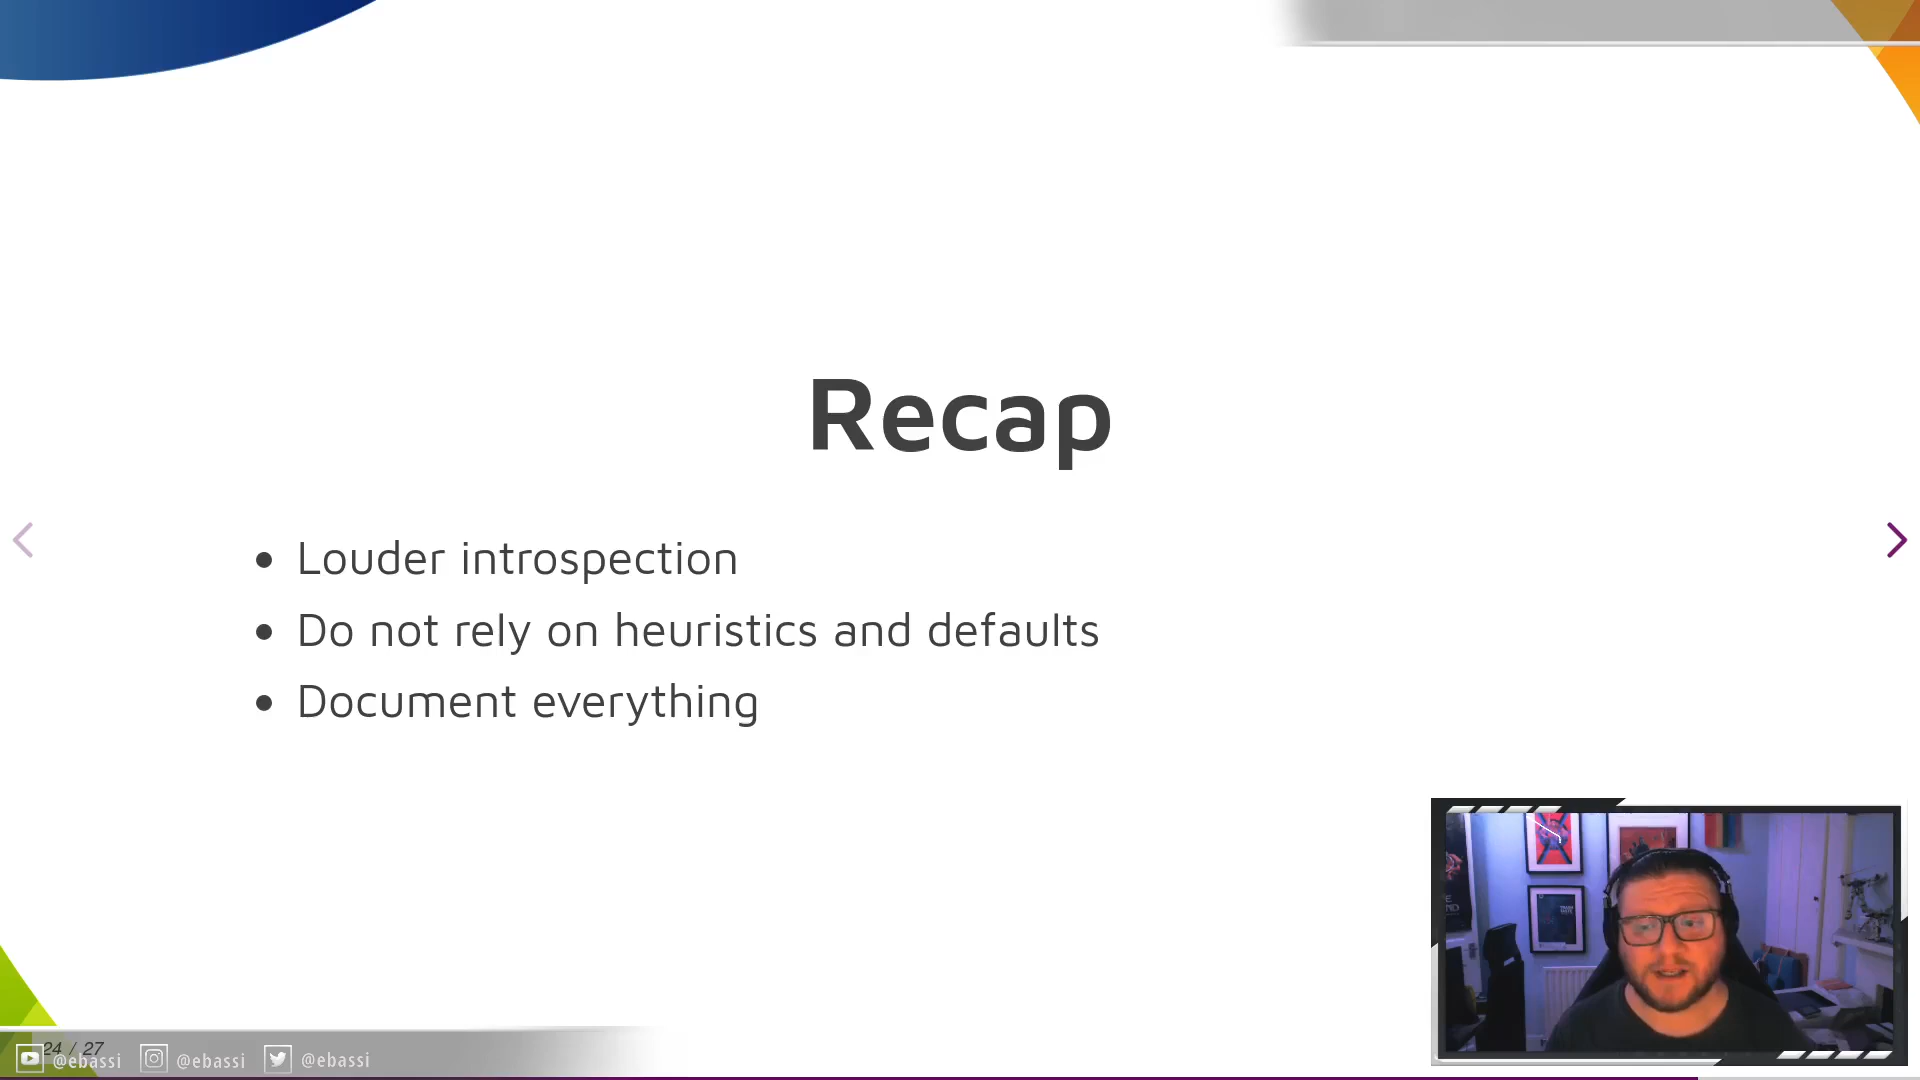 Recap
Louder introspection
Do not rely on heuristics and defaults
Document everything
24 / 27
@ebassi
@ebassi
@ebassi